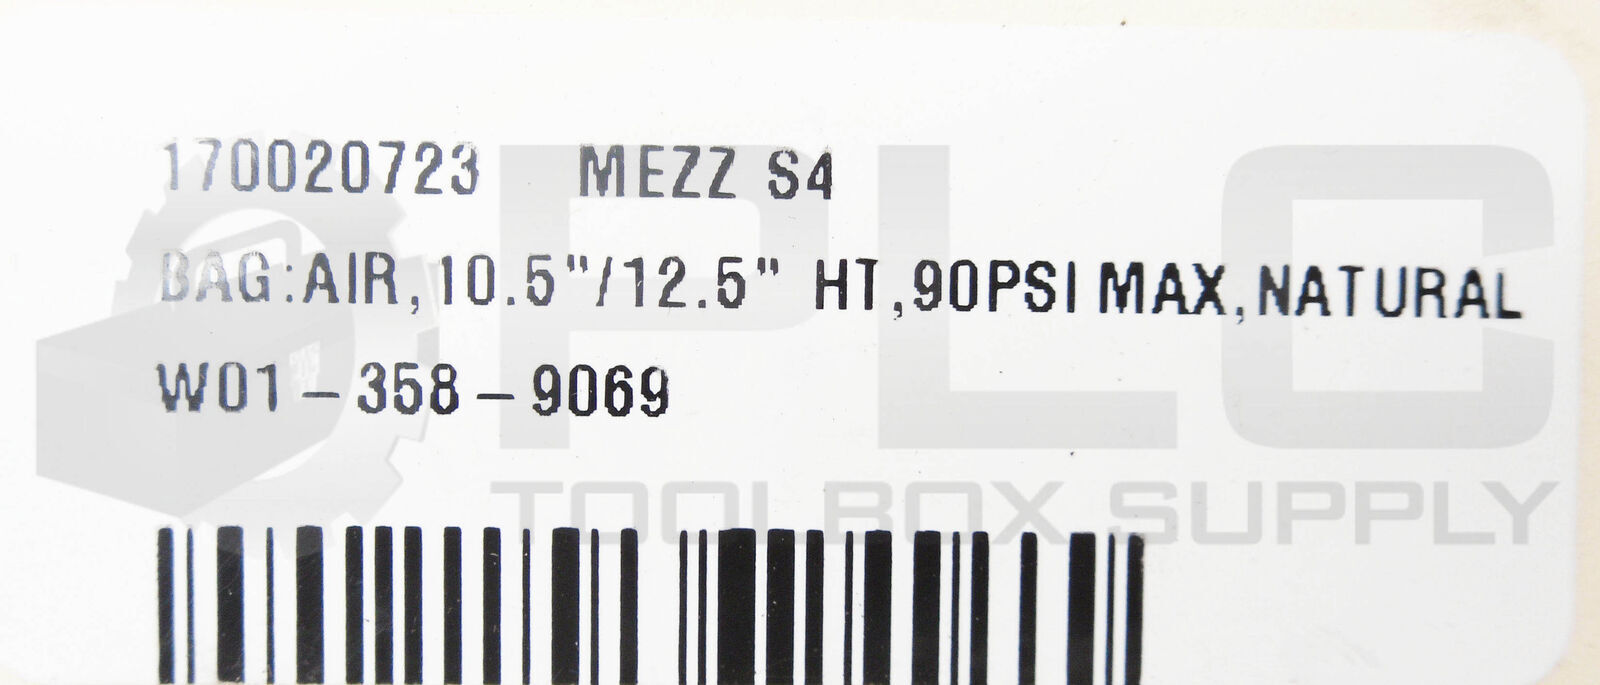 170020723 MEZZ S4
BAG:AIR,10.5"/12.5" HT,90PSI MAX,NATURAL
W01-358-9069
PLC
TOOLBOX SUPPLY